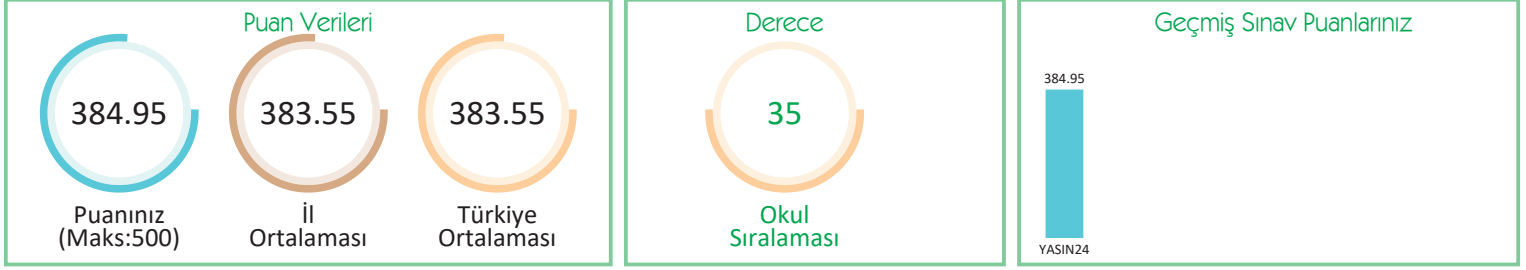 Puan Verileri
384.95
383.55
383.55
Puanınız
(Maks:500)
İl
Ortalaması
Türkiye
Ortalaması
Derece
35
Okul
Sıralaması
Geçmiş Sınav Puanlarınız
384.95
YASIN24